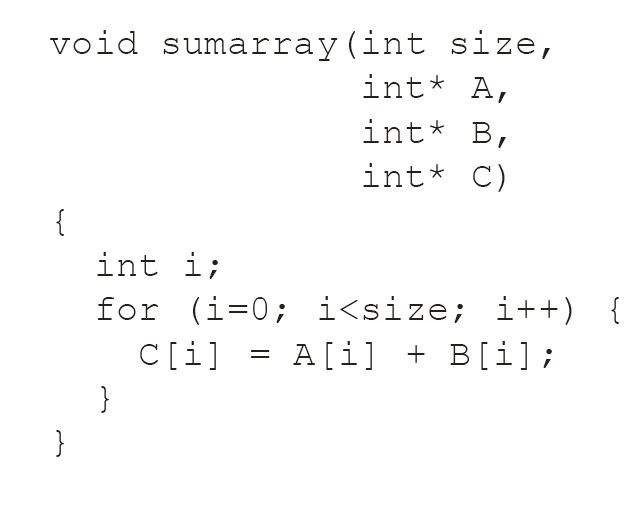 void sumarray(int size,
              int* A,
              int* B,
              int* C)
{
  int i;
  for (i=0; i<size; i++) {
    C[i] = A[i] + B[i];
  }
}